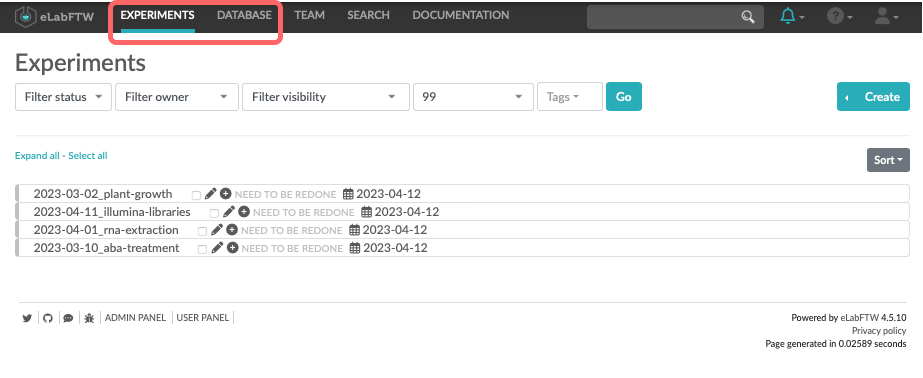 eLabFTW EXPERIMENTS DATABASE TEAM SEARCH DOCUMENTATION
Experiments
Filter status Filter owner Filter visibility 99 Tags Go Create
Expand all - Select all
Sort
2023-03-02_plant-growth NEED TO BE REDONE 2023-04-12
2023-04-11_illumina-libraries NEED TO BE REDONE 2023-04-12
2023-04-01_rna-extraction NEED TO BE REDONE 2023-04-12
2023-03-10_aba-treatment NEED TO BE REDONE 2023-04-12
ADMIN PANEL USER PANEL
Powered by eLabFTW 4.5.10
Privacy policy
Page generated in 0.02589 seconds